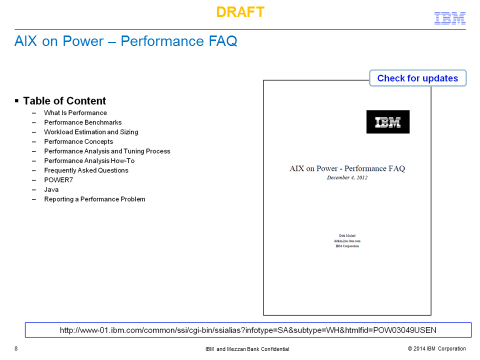 DRAFT
IBM
AIX on Power – Performance FAQ
Check for updates
▪ Table of Content
– What Is Performance
– Performance Benchmarks
– Workload Estimation and Sizing
– Performance Concepts
– Performance Analysis and Tuning Process
– Performance Analysis How-To
– Frequently Asked Questions
– POWER7
– Java
– Reporting a Performance Problem
IBM
AIX on Power - Performance FAQ
December 4, 2012
IBM Corporation
http://www-01.ibm.com/common/ssi/cgi-bin/ssialias?infotype=SA&subtype=WH&htmlfid=POW03049USEN
8
IBM and Mezzan Bank Confidential
© 2014 IBM Corporation